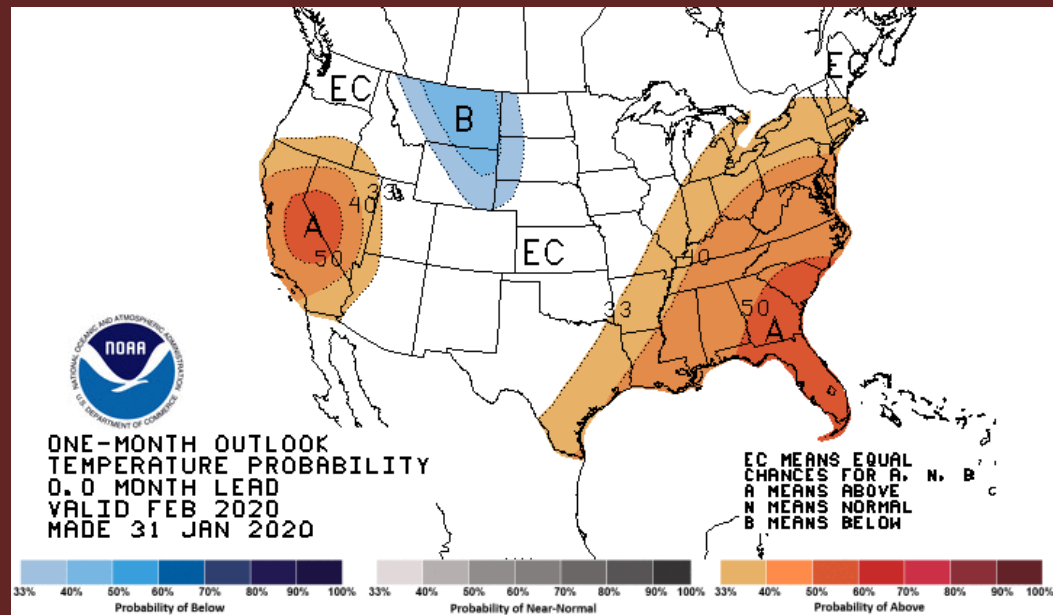 EC
EC
B
33
40
A
50
EC
40
33
50
A
NATIONAL OCEANIC AND ATMOSPHERIC ADMINISTRATION
NOAA
U.S. DEPARTMENT OF COMMERCE
ONE-MONTH OUTLOOK
TEMPERATURE PROBABILITY
0.0 MONTH LEAD
VALID FEB 2020
MADE 31 JAN 2020
EC MEANS EQUAL
CHANCES FOR A, N, B
A MEANS ABOVE
N MEANS NORMAL
B MEANS BELOW
33% 40% 50% 60% 70% 80% 90% 100%
Probability of Below
33% 40% 50% 60% 70% 80% 90% 100%
Probability of Near-Normal
33% 40% 50% 60% 70% 80% 90% 100%
Probability of Above